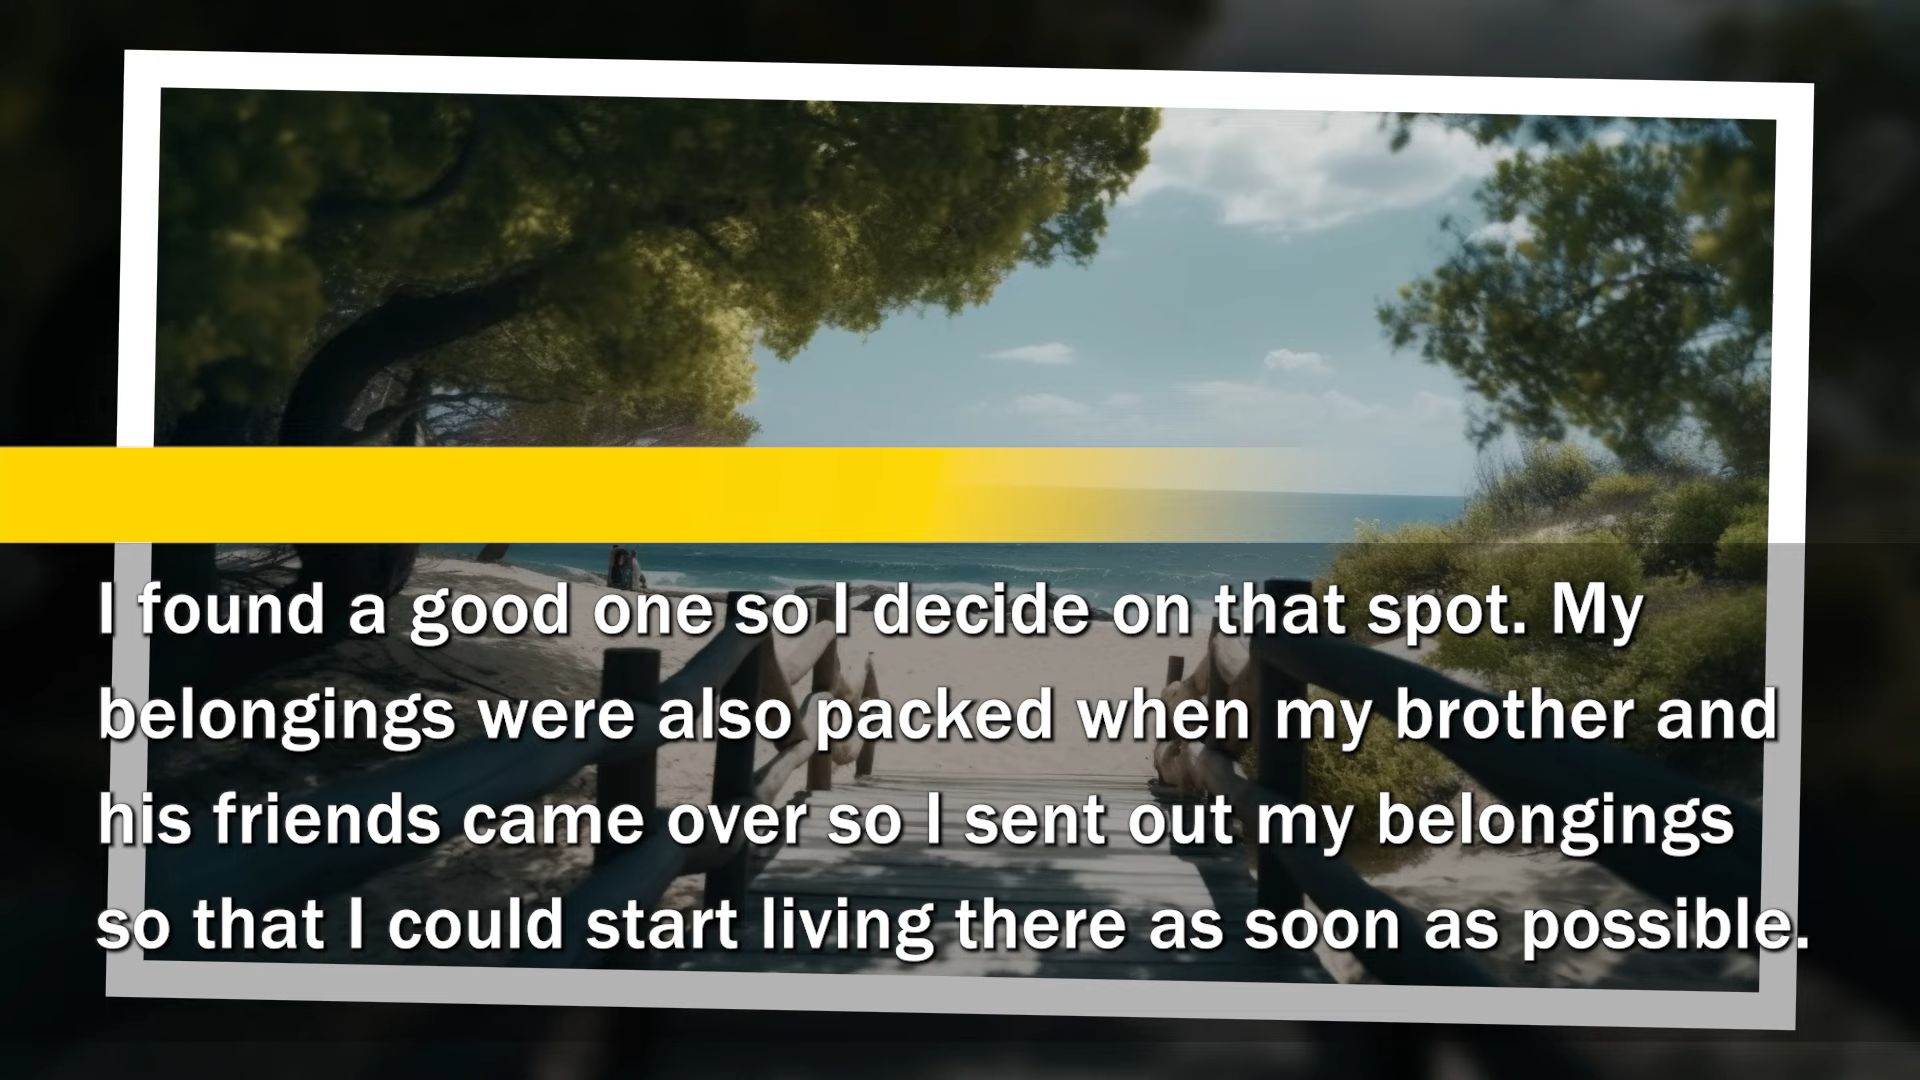 I found a good one so I decide on that spot. My
belongings were also packed when my brother and
his friends came over so I sent out my belongings
so that I could start living there as soon as possible.